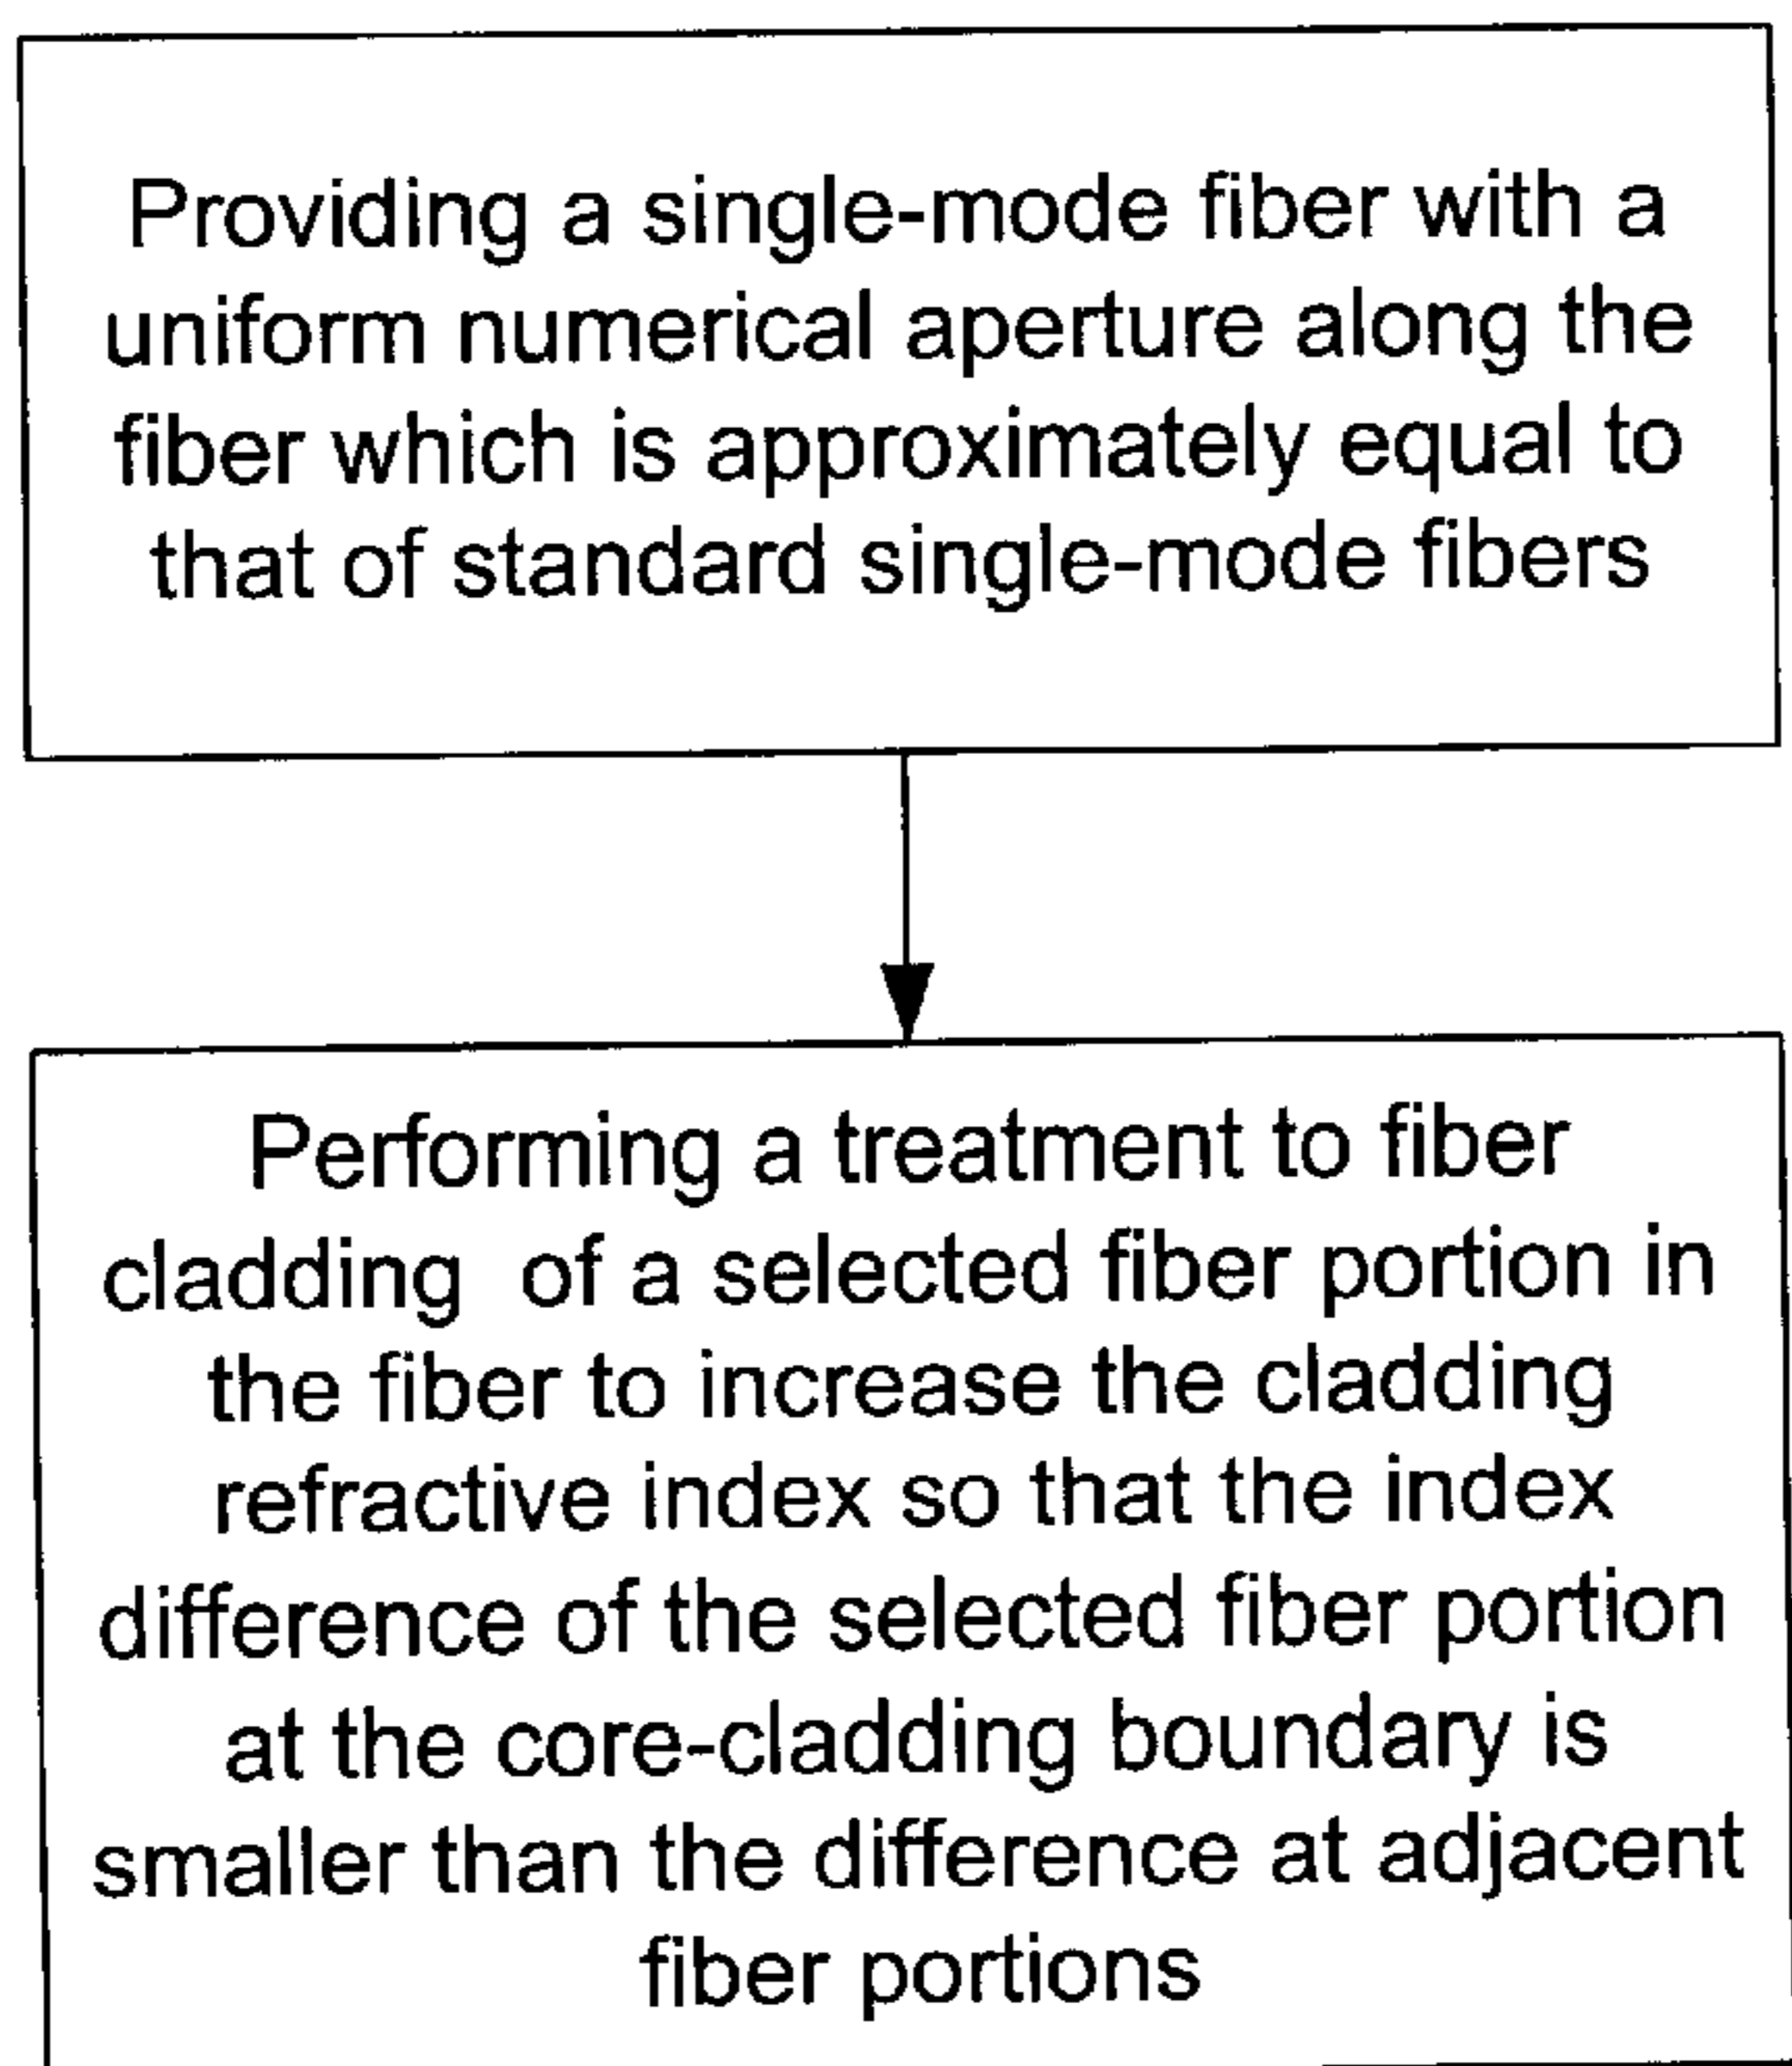 Providing a single-mode fiber with a
uniform numerical aperture along the
fiber which is approximately equal to
that of standard single-mode fibers
Performing a treatment to fiber
cladding of a selected fiber portion in
the fiber to increase the cladding
refractive index so that the index
difference of the selected fiber portion
at the core-cladding boundary is
smaller than the difference at adjacent
fiber portions